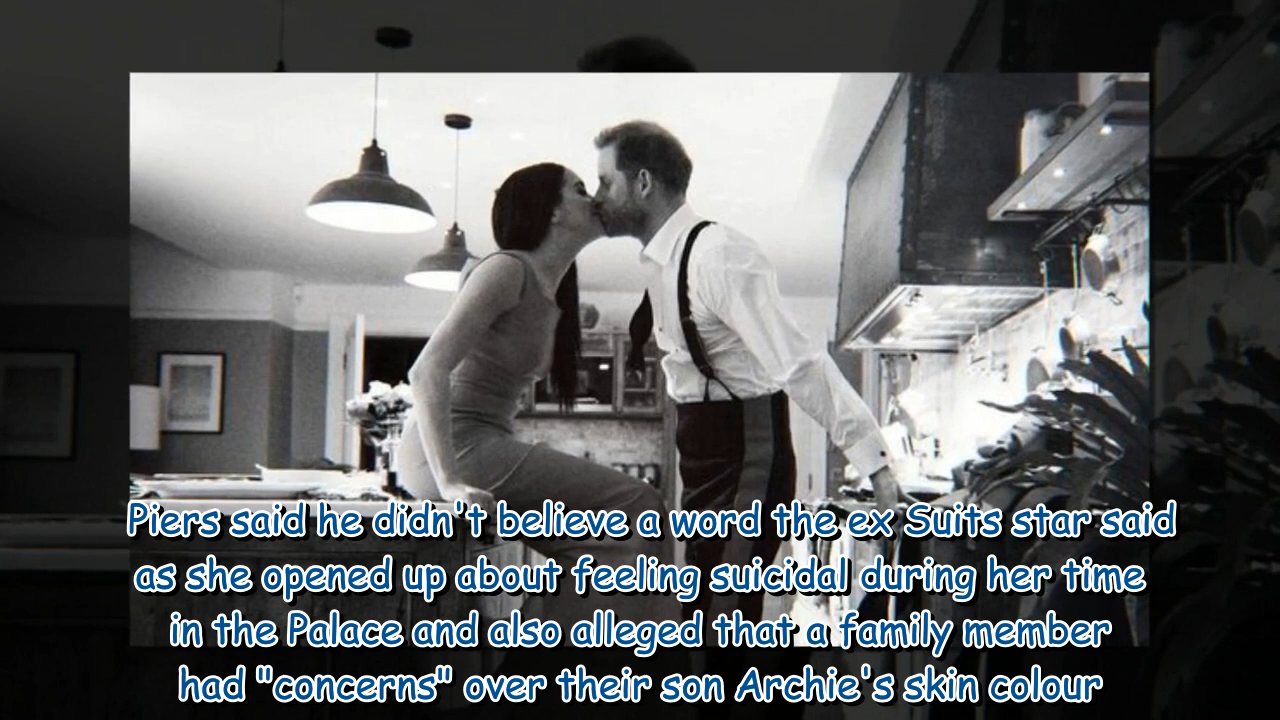 Piers said he didn't believe a word the ex Suits star said
as she opened up about feeling suicidal during her time
in the Palace and also alleged that a family member
had "concerns" over their son Archie's skin colour